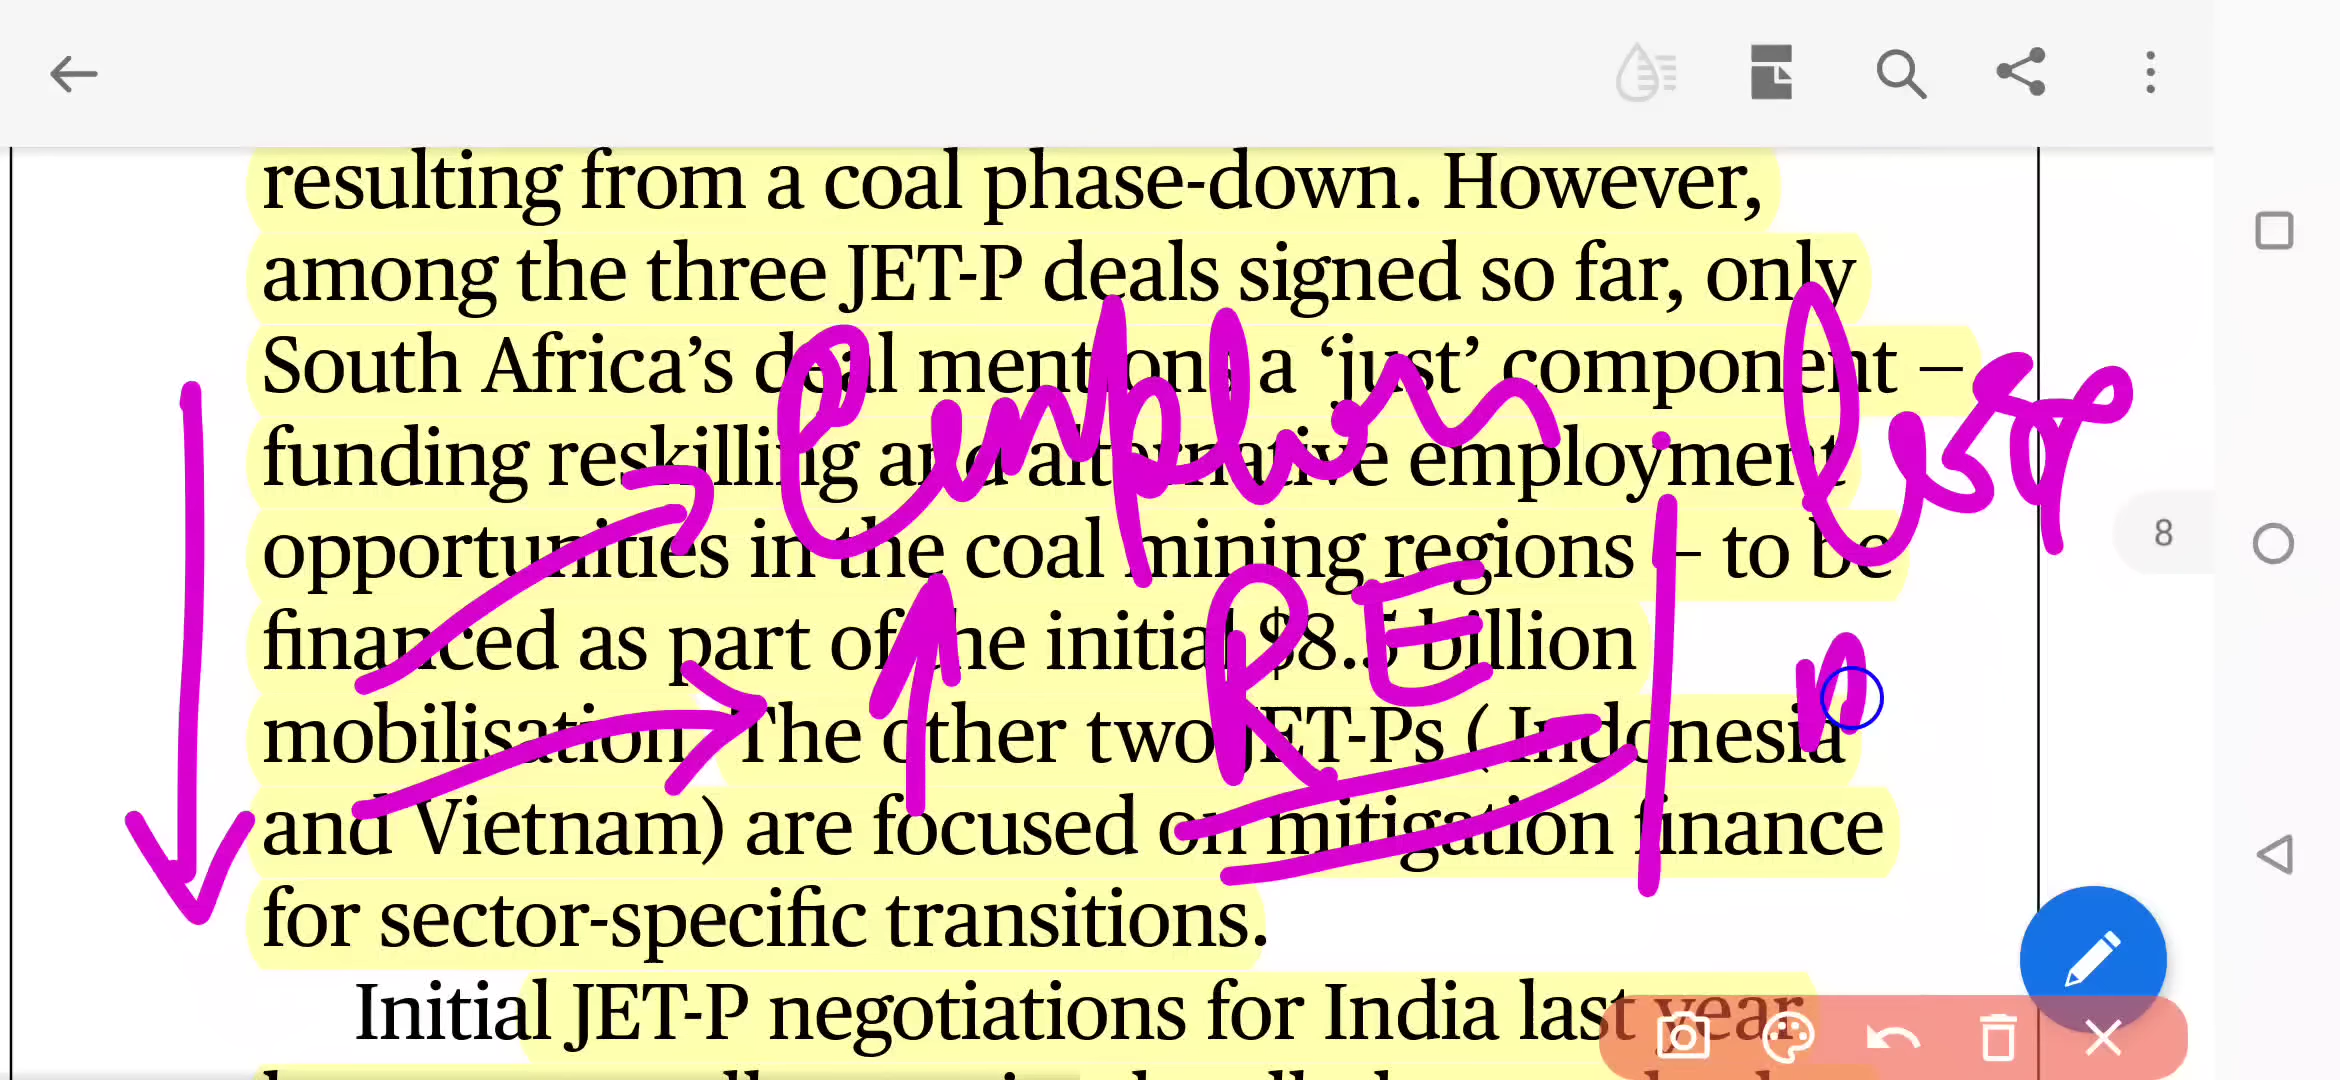 resulting from a coal phase-down. However,
among the three JET-P deals signed so far, only
South Africa’s deal mentions a ‘just’ component –
funding reskilling and alternative employment
opportunities in the coal mining regions – to be
financed as part of the initial $8.5 billion
mobilisation. The other two JET-Ps ( Indonesia
and Vietnam) are focused on mitigation finance
for sector-specific transitions.
Initial JET-P negotiations for India last year
RE
8